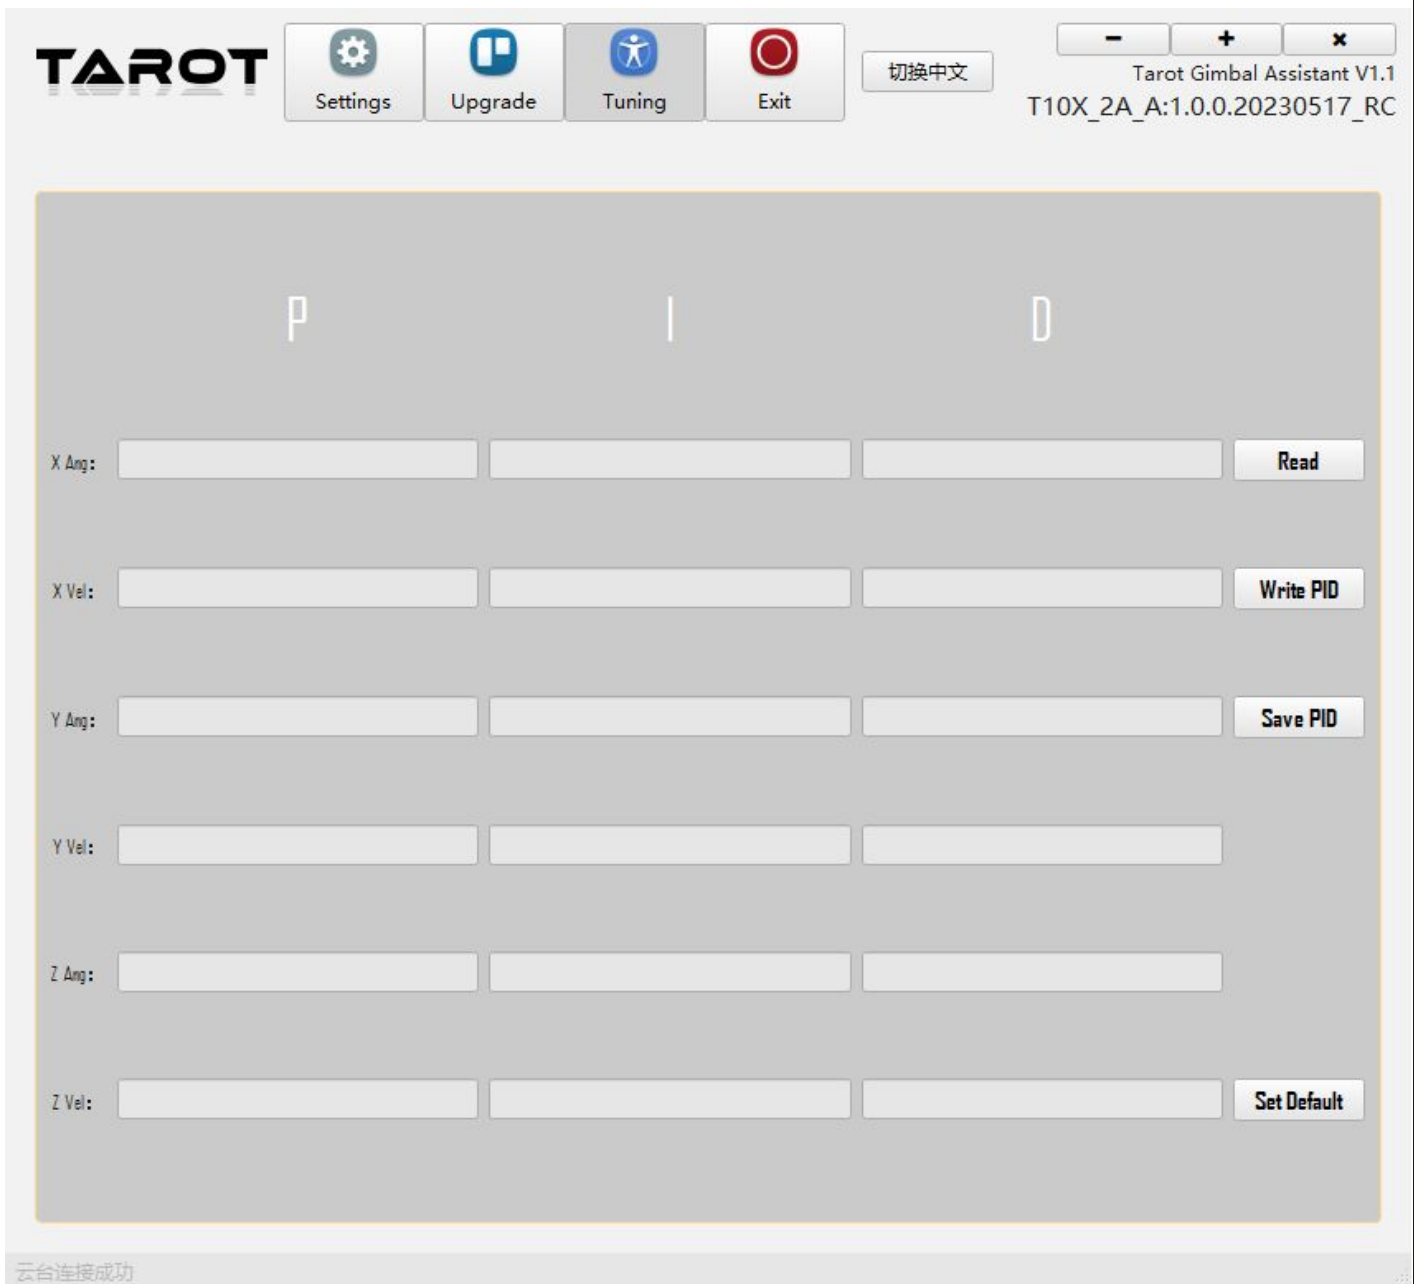 TAROT
Settings
Upgrade
Tuning
Exit
切换中文
Tarot Gimbal Assistant V1.1
T10X_2A_A:1.0.0.20230517_RC
P I D
X Ang:
Read
X Vel:
Write PID
Y Ang:
Save PID
Y Vel:
Z Ang:
Z Vel:
Set Default
云台连接成功